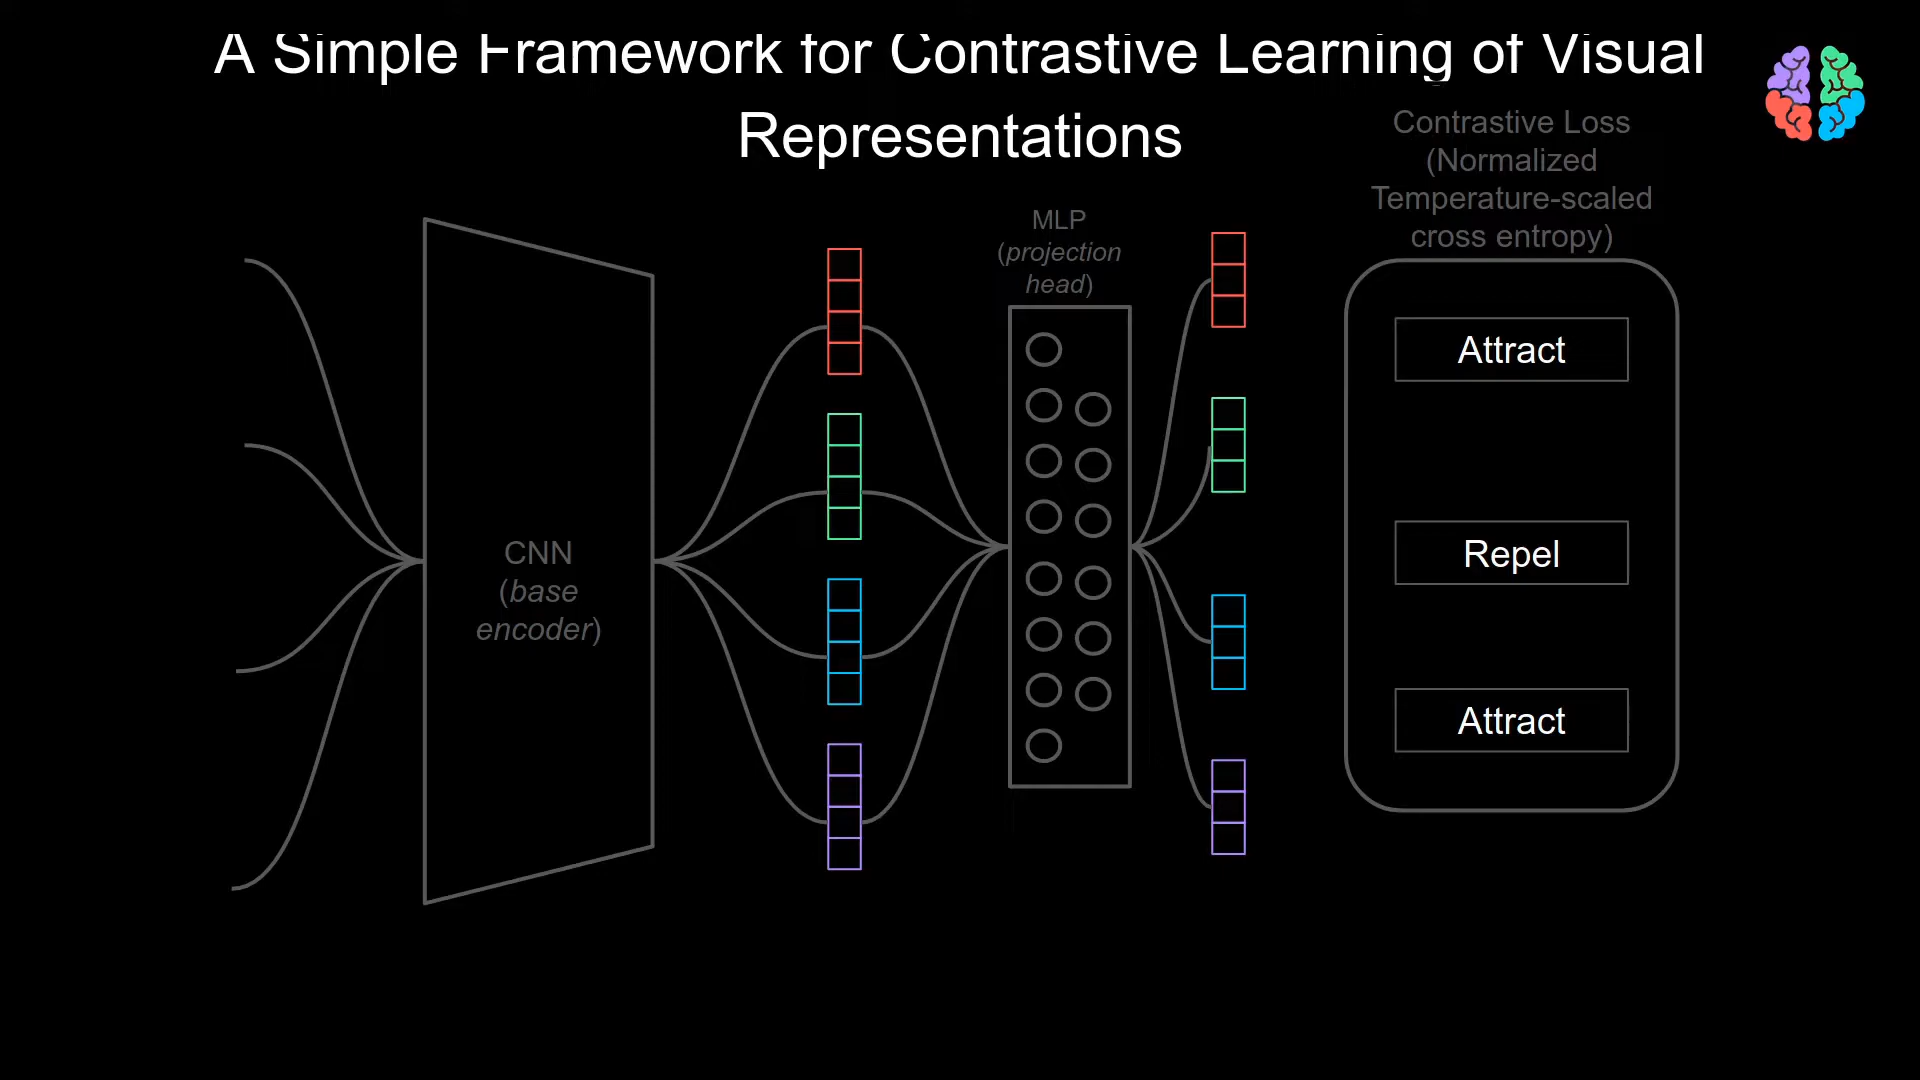 A Simple Framework for Contrastive Learning of Visual
Representations
Contrastive Loss
(Normalized
Temperature-scaled
cross entropy)
MLP
(projection
head)
CNN
(base
encoder)
Attract
Repel
Attract